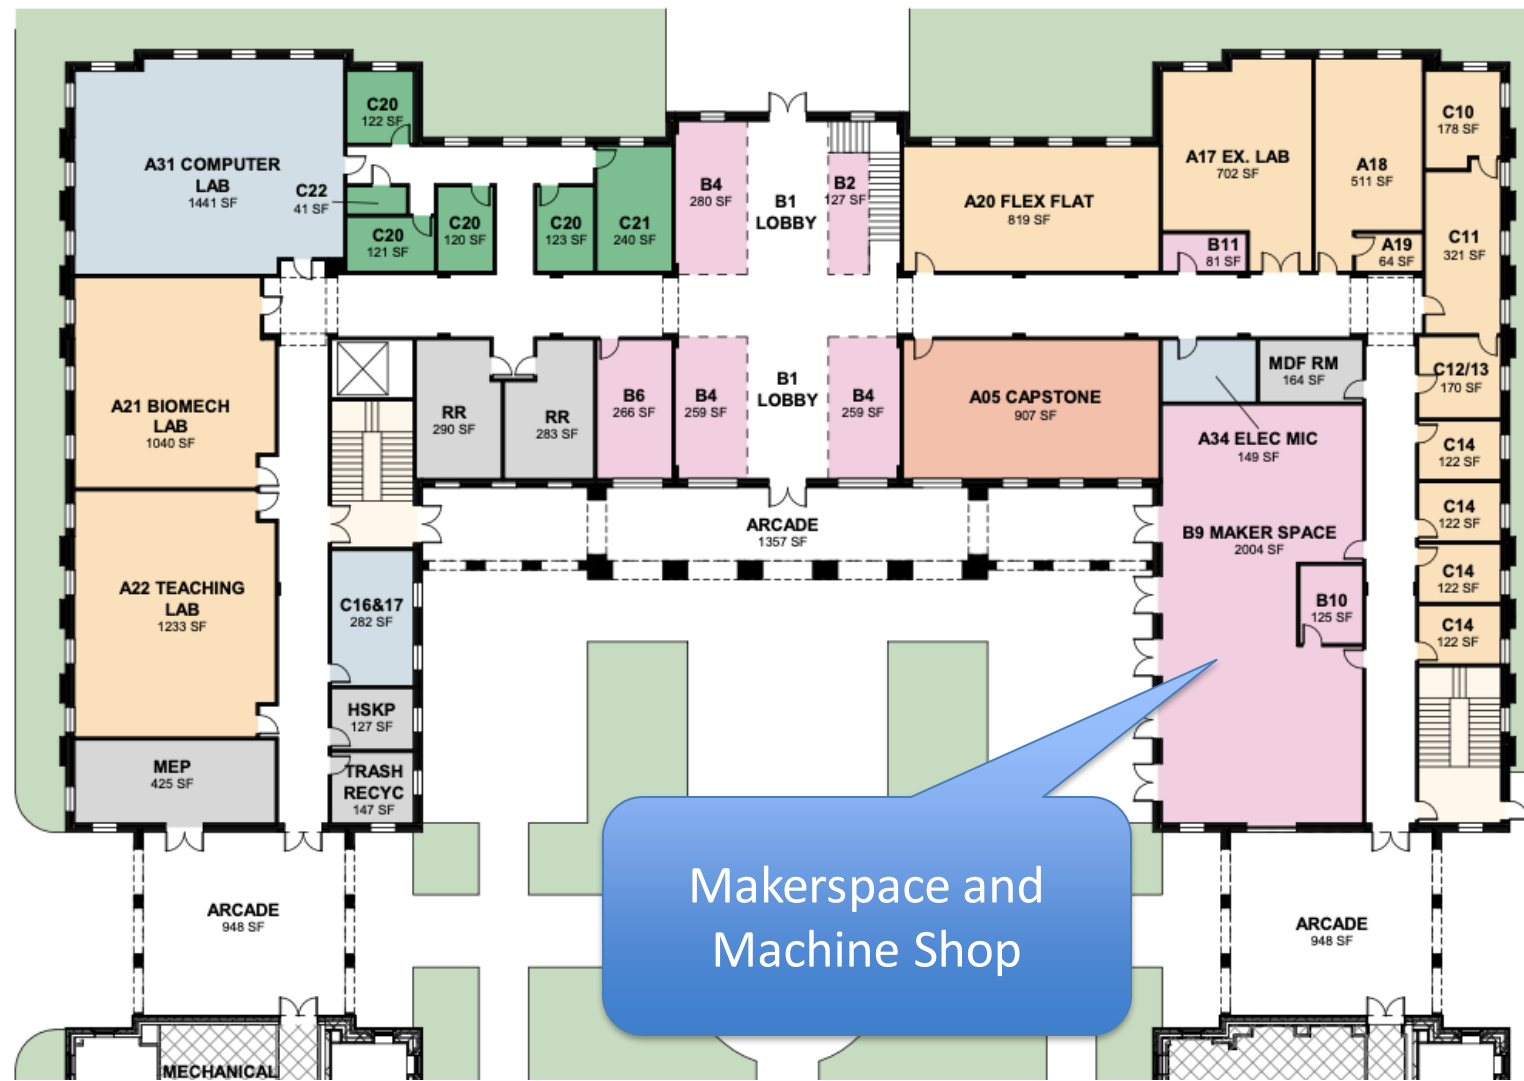 C20
122 SF
A31 COMPUTER
LAB
1441 SF
C22
41 SF
C20
121 SF
C20
120 SF
C20
123 SF
C21
240 SF
B4
280 SF
B1
LOBBY
B2
127 SF
A20 FLEX FLAT
819 SF
A17 EX. LAB
702 SF
B11
81 SF
A18
511 SF
A19
64 SF
C10
178 SF
C11
321 SF
A21 BIOMECH
LAB
1040 SF
RR
290 SF
RR
283 SF
B6
266 SF
B4
259 SF
B1
LOBBY
B4
259 SF
A05 CAPSTONE
907 SF
MDF RM
164 SF
A34 ELEC MIC
149 SF
C12/13
170 SF
C14
122 SF
C14
122 SF
C14
122 SF
C14
122 SF
ARCADE
1357 SF
B9 MAKER SPACE
2004 SF
B10
125 SF
A22 TEACHING
LAB
1233 SF
C16&17
282 SF
HSKP
127 SF
TRASH
RECYC
147 SF
MEP
425 SF
Makerspace and
Machine Shop
ARCADE
948 SF
ARCADE
948 SF
MECHANICAL